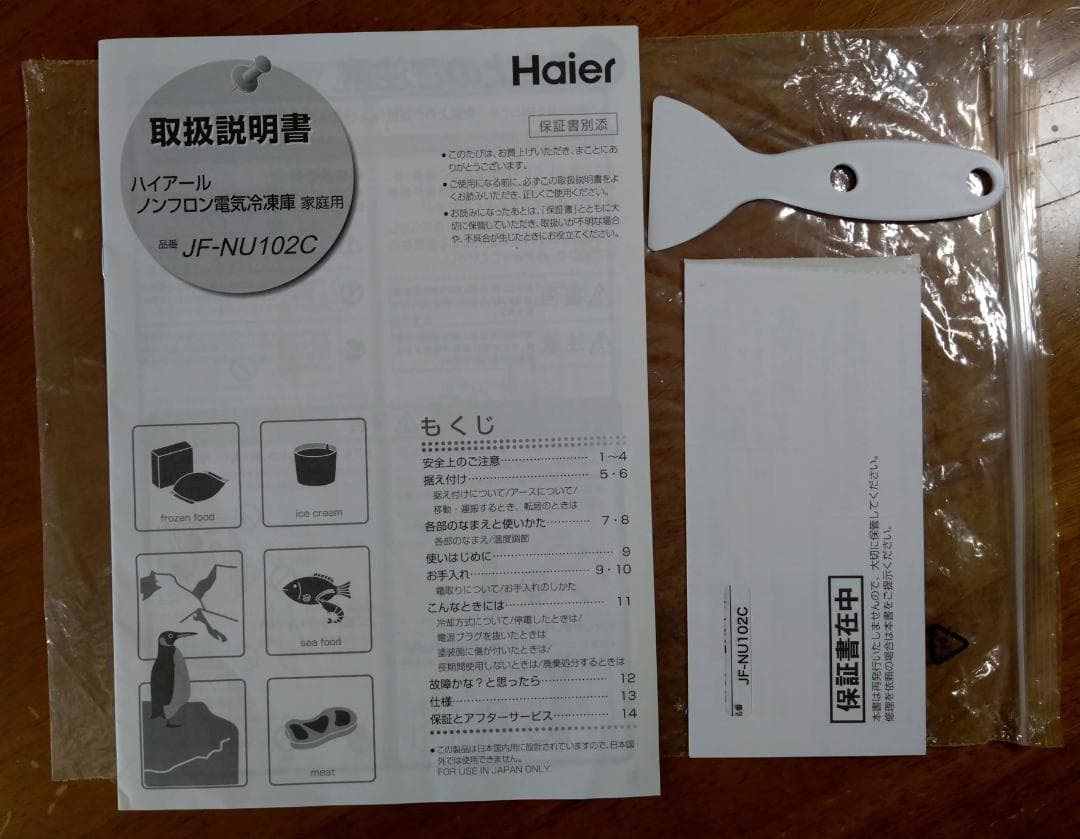 Haier
取扱説明書
保証書別添
ハイアール
ノンフロン電気冷凍庫 家庭用
品番 JF-NU102C
●このたびは、お買上げいただき、まことにあ
りがとうございます。
●ご使用になる前に、必ずこの取扱説明書をよ
くお読みいただき、正しくご使用ください。
●お読みになったあとは、「保証書」とともに大
切に保管していただき、取扱いが不明な場合
や、不具合が生じたときにお役立てください。
frozen food
ice cream
sea food
meat
もくじ
安全上のご注意………………… 1〜4
据え付け………………… 5・6
据え付けについて/アースについて/
移動・運搬するとき、転居のときは
各部のなまえと使いかた………… 7・8
各部のなまえ/温度調節
使いはじめに………………… 9
お手入れ………………… 9・10
霜取りについて/お手入れのしかた
こんなときには………………… 11
冷却方式について/停電したときは/
電源プラグを抜いたときは
塗装面に傷が付いたときは/
長期間使用しないときは/廃棄処分するときは
故障かな?と思ったら………… 12
仕様………………… 13
保証とアフターサービス………… 14
●この製品は日本国内用に設計されていますので、日本国
外では使用できません。
FOR USE IN JAPAN ONLY.
品番 JF-NU102C
保証書在中
本書は再発行いたしませんので、大切に保管してください。
修理を依頼の場合は本書をご提示ください。